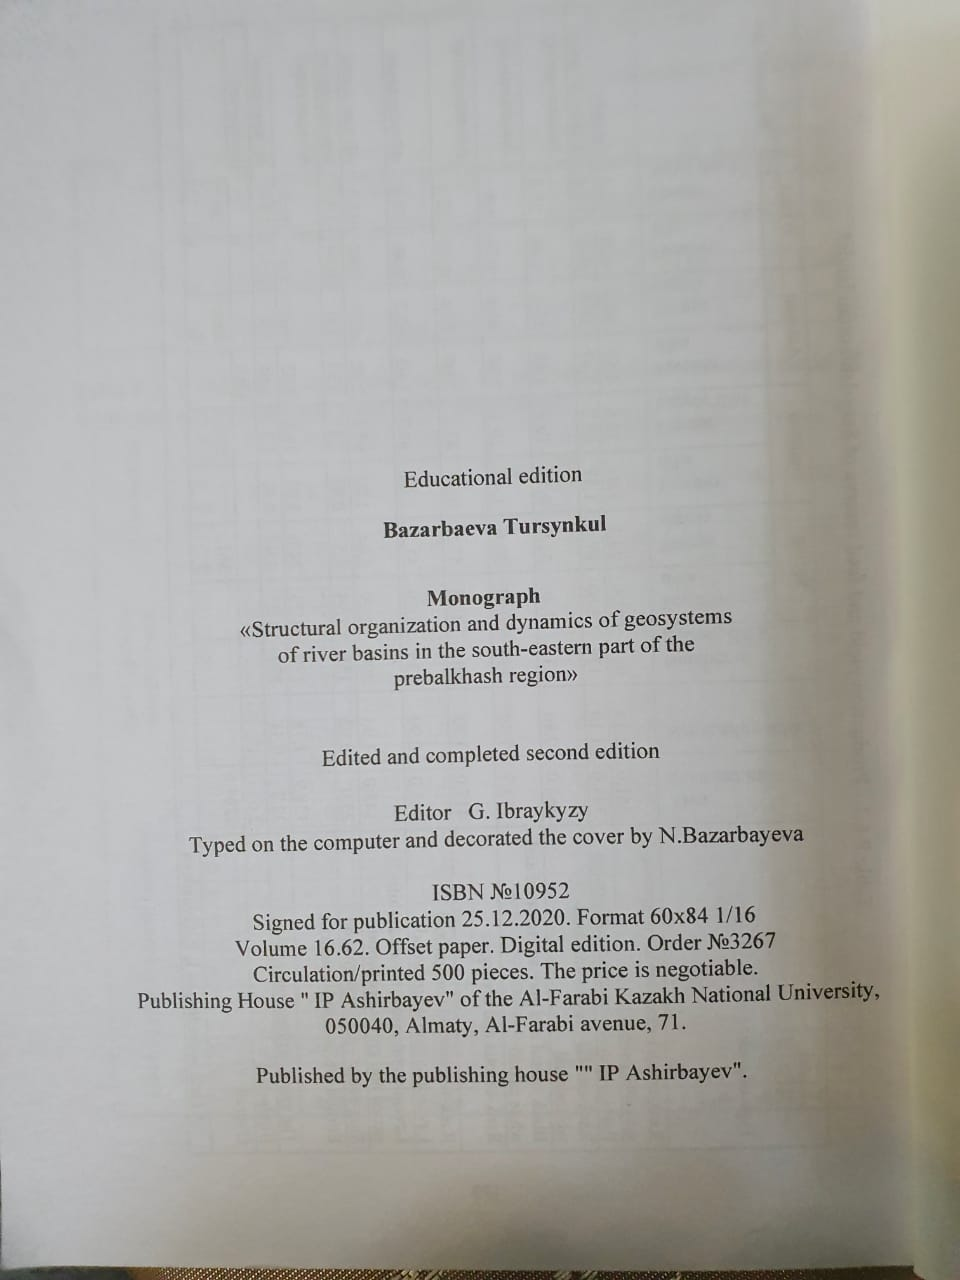 Educational edition
Bazarbaeva Tursynkul
Monograph
«Structural organization and dynamics of geosystems
of river basins in the south-eastern part of the
prebalkhash region»
Edited and completed second edition
Editor G. Ibraykyzy
Typed on the computer and decorated the cover by N.Bazarbayeva
ISBN №10952
Signed for publication 25.12.2020. Format 60x84 1/16
Volume 16.62. Offset paper. Digital edition. Order №3267
Circulation/printed 500 pieces. The price is negotiable.
Publishing House " IP Ashirbayev" of the Al-Farabi Kazakh National University,
050040, Almaty, Al-Farabi avenue, 71.
Published by the publishing house "" IP Ashirbayev".